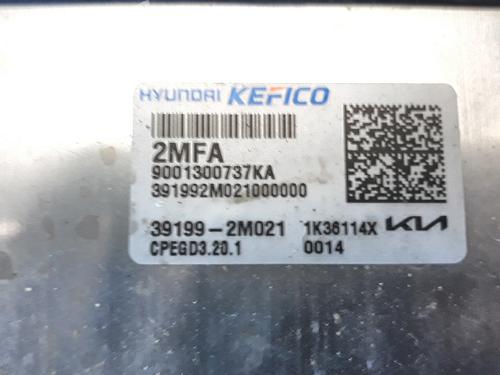 HYUNDAI KEFICO
2MFA
9001300737KA
391992M021000000
39199-2M021 1K36114X KIA
CPEGD3.20.1 0014